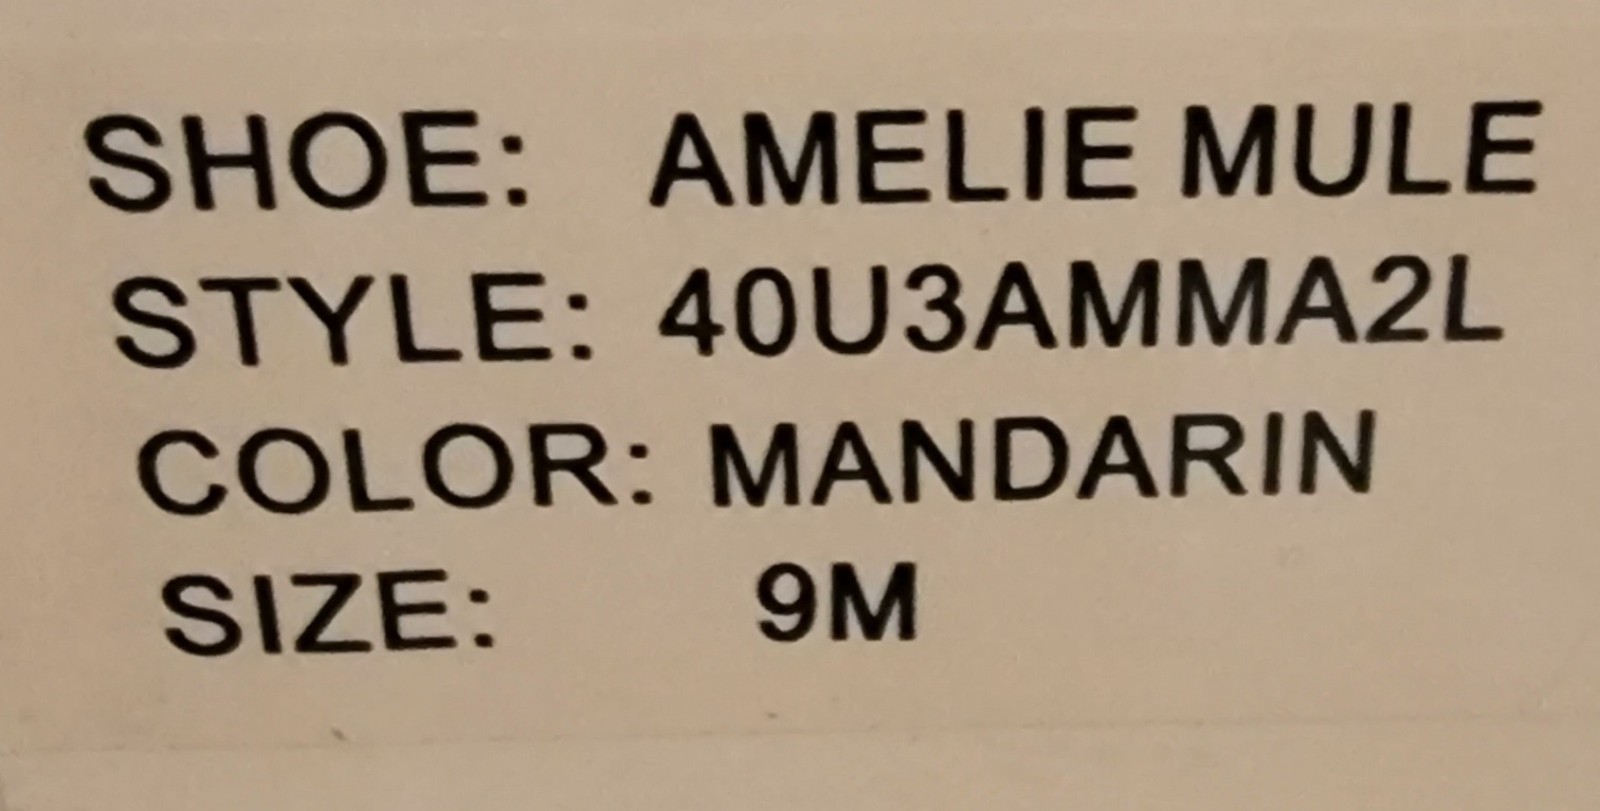 SHOE: AMELIE MULE
STYLE: 40U3AMMA2L
COLOR: MANDARIN
SIZE: 9M